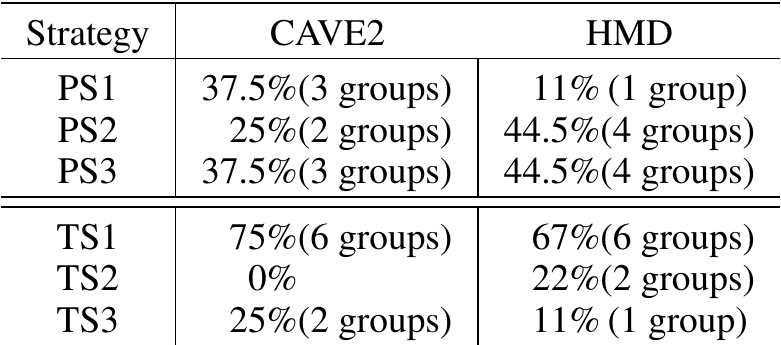 Strategy CAVE2 HMD
PS1 37.5%(3 groups) 11% (1 group)
PS2 25%(2 groups) 44.5%(4 groups)
PS3 37.5%(3 groups) 44.5%(4 groups)
TS1 75%(6 groups) 67%(6 groups)
TS2 0% 22%(2 groups)
TS3 25%(2 groups) 11% (1 group)